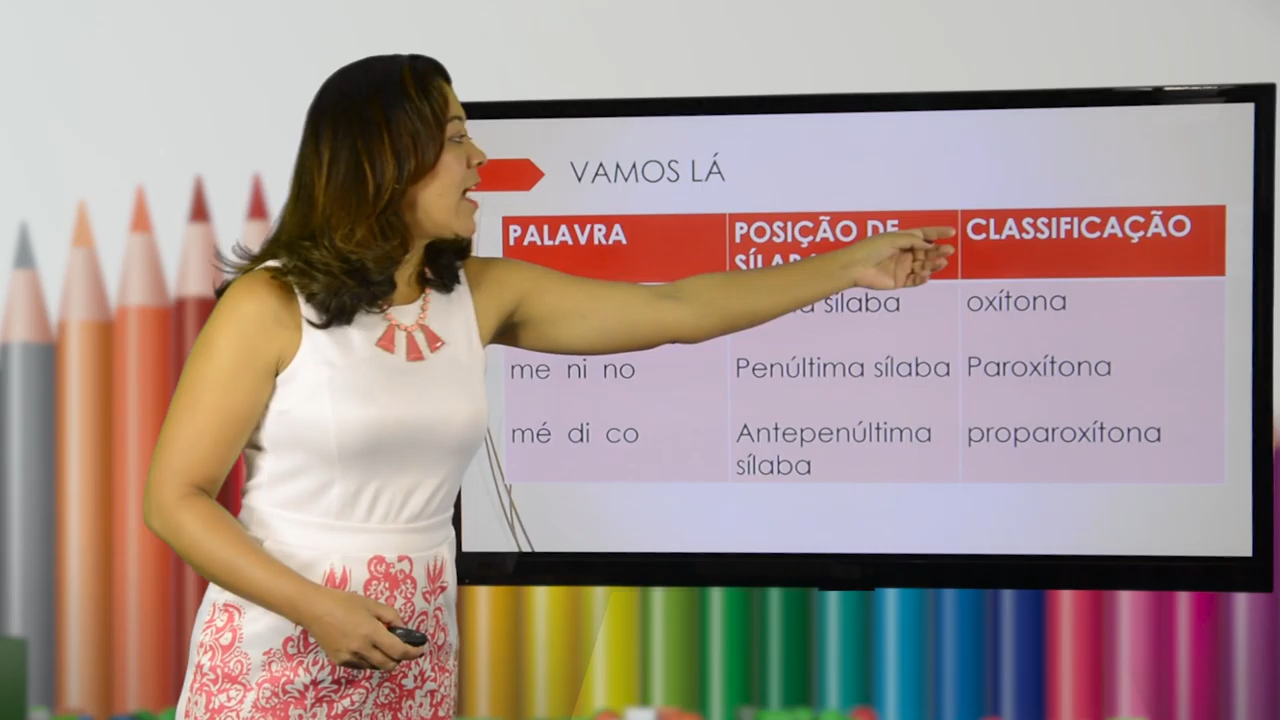 VAMOS LÁ
PALAVRA POSIÇÃO DE CLASSIFICAÇÃO
sílaba oxítona
me ni no Penúltima sílaba Paroxítona
mé di co Antepenúltima proparoxítona
sílaba